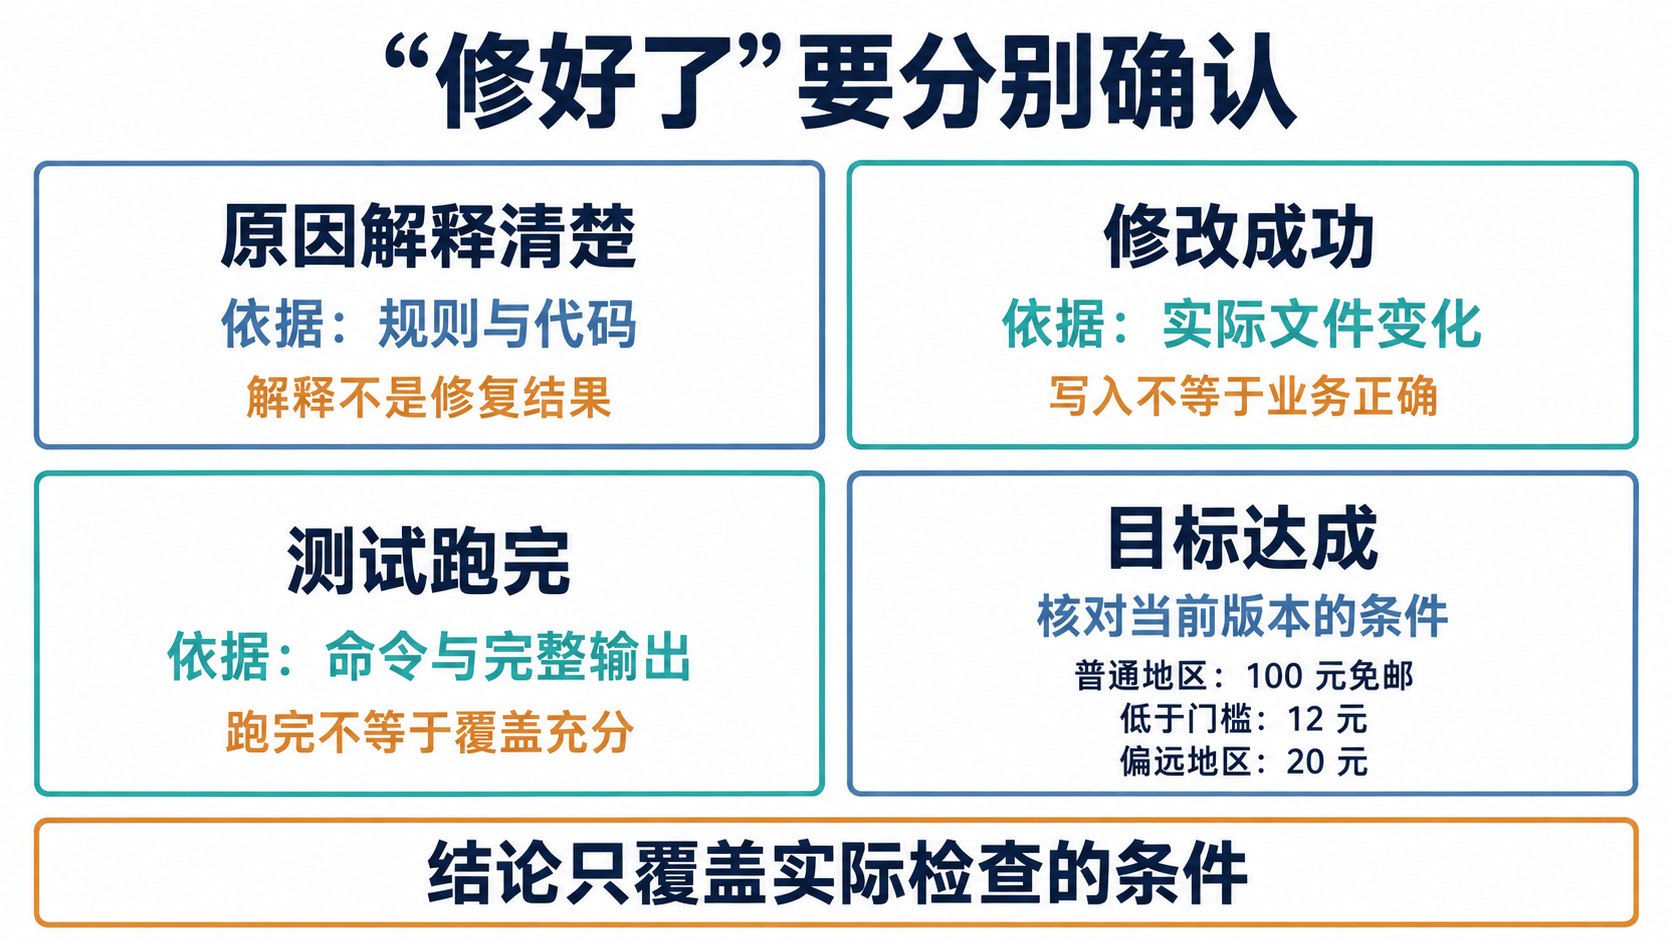 “修好了”要分别确认
原因解释清楚
依据：规则与代码
解释不是修复结果
修改成功
依据：实际文件变化
写入不等于业务正确
测试跑完
依据：命令与完整输出
跑完不等于覆盖充分
目标达成
核对当前版本的条件
普通地区：100 元免邮
低于门槛：12 元
偏远地区：20 元
结论只覆盖实际检查的条件